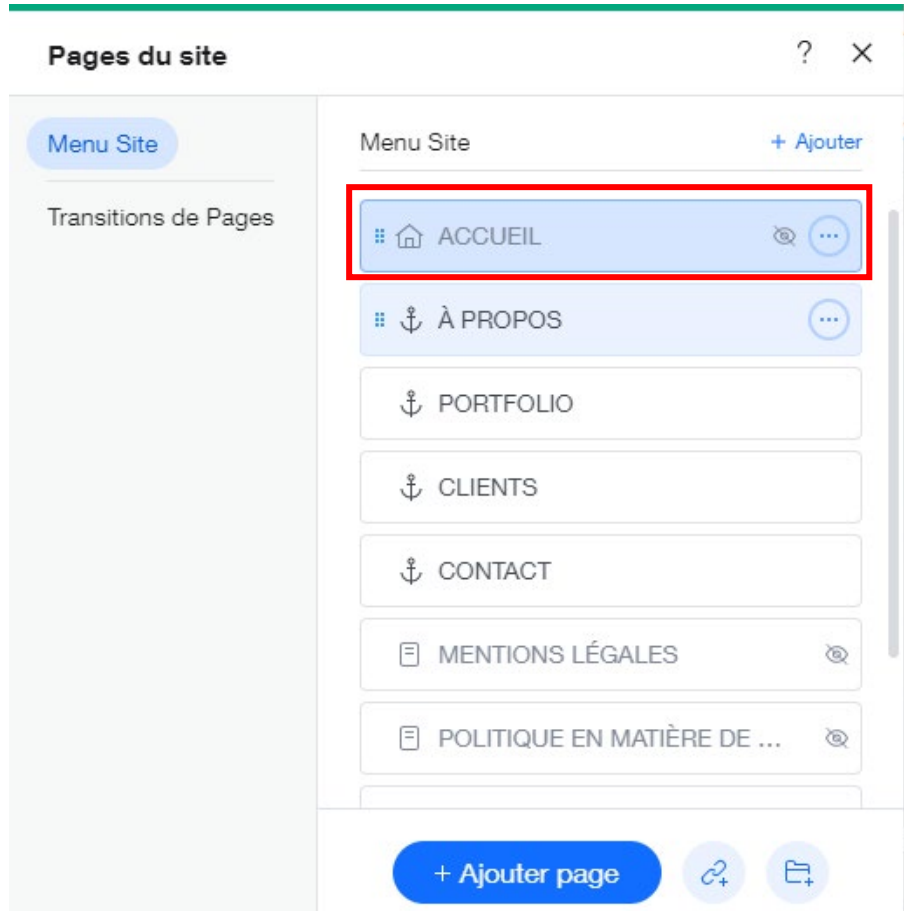 Pages du site
?
Menu Site
Transitions de Pages
Menu Site
+ Ajouter
ACCUEIL
À PROPOS
PORTFOLIO
CLIENTS
CONTACT
MENTIONS LÉGALES
POLITIQUE EN MATIÈRE DE ...
+ Ajouter page